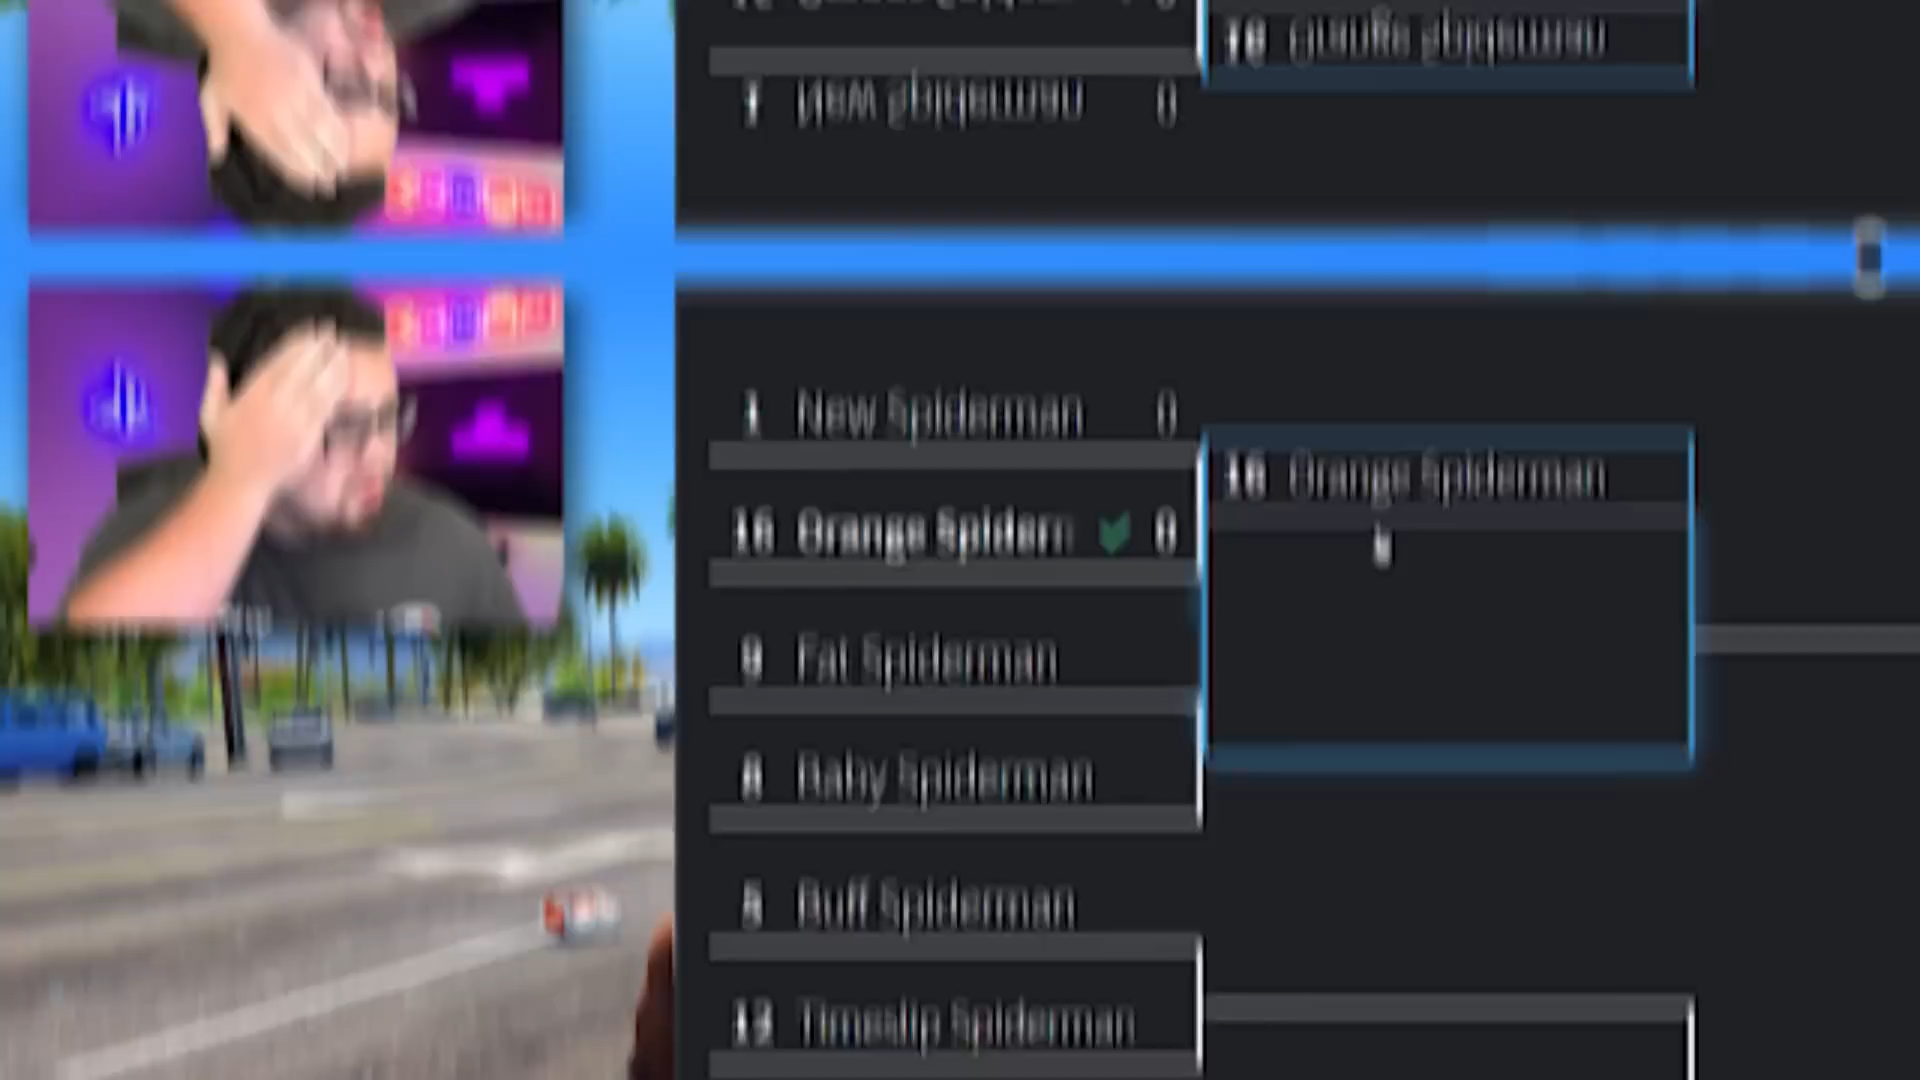 1 New Spiderman 0
16 Orange Spiderman
16 Orange Spider 0
9 Fat Spiderman
8 Baby Spiderman
5 Buff Spiderman
Timeslip Spiderman